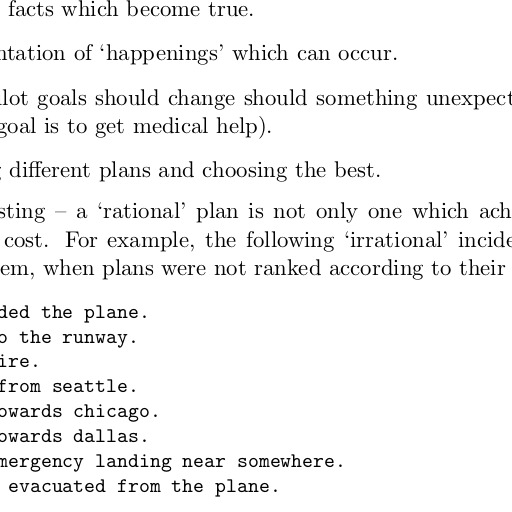 facts which become true.
ntation of ‘happenings’ which can occur.
ilot goals should change should something unexpect
goal is to get medical help).
g different plans and choosing the best.
sting – a ‘rational’ plan is not only one which ach
cost. For example, the following ‘irrational’ incide
em, when plans were not ranked according to their
ded the plane.
o the runway.
ire.
from seattle.
owards chicago.
owards dallas.
mergency landing near somewhere.
evacuated from the plane.